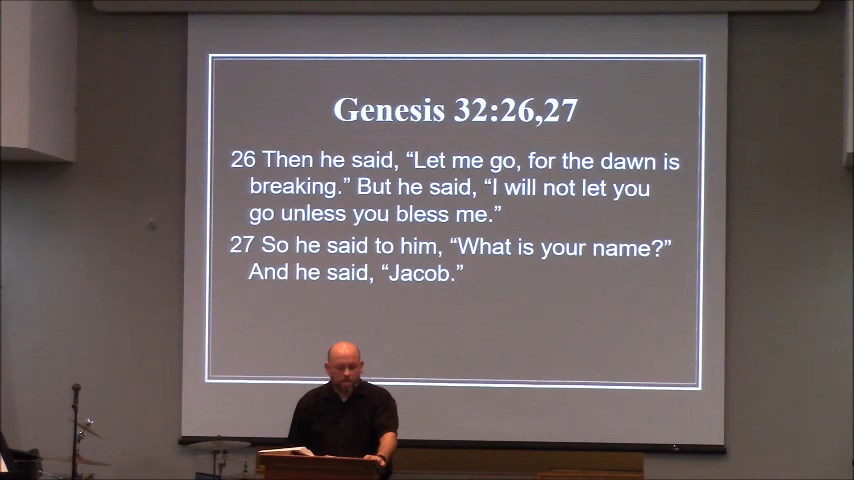 Genesis 32:26,27
26 Then he said, “Let me go, for the dawn is
breaking.” But he said, “I will not let you
go unless you bless me.”
27 So he said to him, “What is your name?”
And he said, “Jacob.”